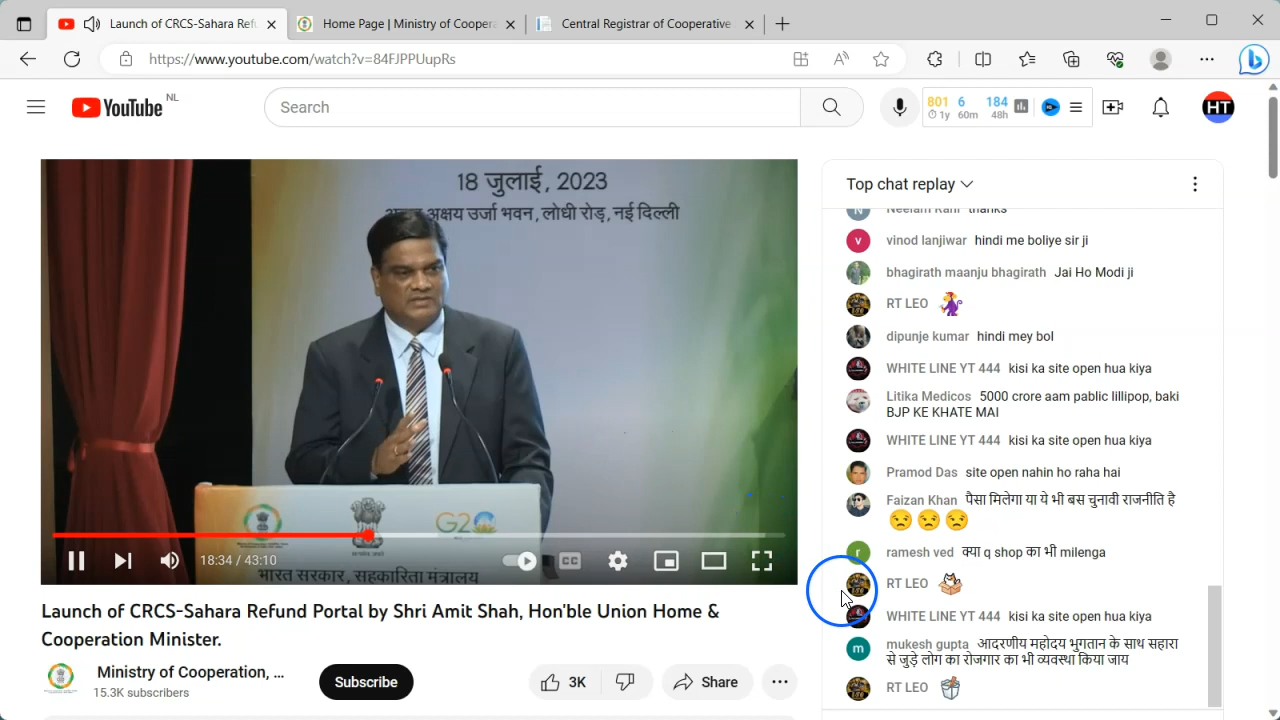 Launch of CRCS-Sahara Ref
Home Page | Ministry of Coopera
Central Registrar of Cooperative
https://www.youtube.com/watch?v=84FJPPUupRs
YouTube NL
Search
801 6 184
1y 60m 48h
HT
18 जुलाई, 2023
अक्षय उर्जा भवन, लोधी रोड़, नई दिल्ली
G20
18:34 / 43:10
CC
भारत सरकार, सहकारिता मंत्रालय
Launch of CRCS-Sahara Refund Portal by Shri Amit Shah, Hon'ble Union Home &
Cooperation Minister.
Ministry of Cooperation, ...
15.3K subscribers
Subscribe
3K
Share
Top chat replay
N Neelam Rani thanks
v vinod lanjiwar hindi me boliye sir ji
bhagirath maanju bhagirath Jai Ho Modi ji
RT LEO
dipunje kumar hindi mey bol
WHITE LINE YT 444 kisi ka site open hua kiya
Litika Medicos 5000 crore aam pablic lillipop, baki
BJP KE KHATE MAI
WHITE LINE YT 444 kisi ka site open hua kiya
Pramod Das site open nahin ho raha hai
Faizan Khan पैसा मिलेगा या ये भी बस चुनावी राजनीति है
r ramesh ved क्या q shop का भी milenga
RT LEO
WHITE LINE YT 444 kisi ka site open hua kiya
m mukesh gupta आदरणीय महोदय भुगतान के साथ सहारा
से जुड़े लोग का रोजगार का भी व्यवस्था किया जाय
RT LEO